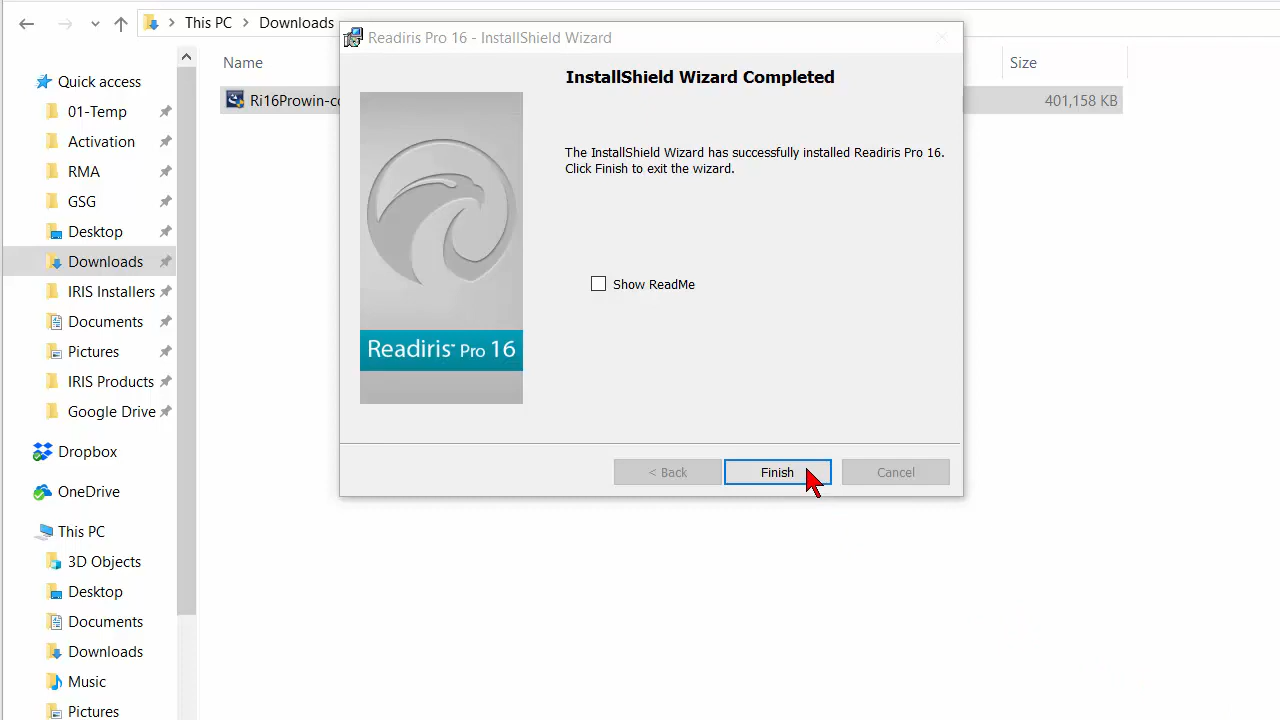 This PC
Downloads
Readiris Pro 16 - InstallShield Wizard
Name
Size
Ri16Prowin-co
401,158 KB
Quick access
01-Temp
Activation
RMA
GSG
Desktop
Downloads
IRIS Installers
Documents
Pictures
IRIS Products
Google Drive
Dropbox
OneDrive
This PC
3D Objects
Desktop
Documents
Downloads
Music
Pictures
InstallShield Wizard Completed
The InstallShield Wizard has successfully installed Readiris Pro 16.
Click Finish to exit the wizard.
Show ReadMe
Readiris™ Pro 16
< Back
Finish
Cancel